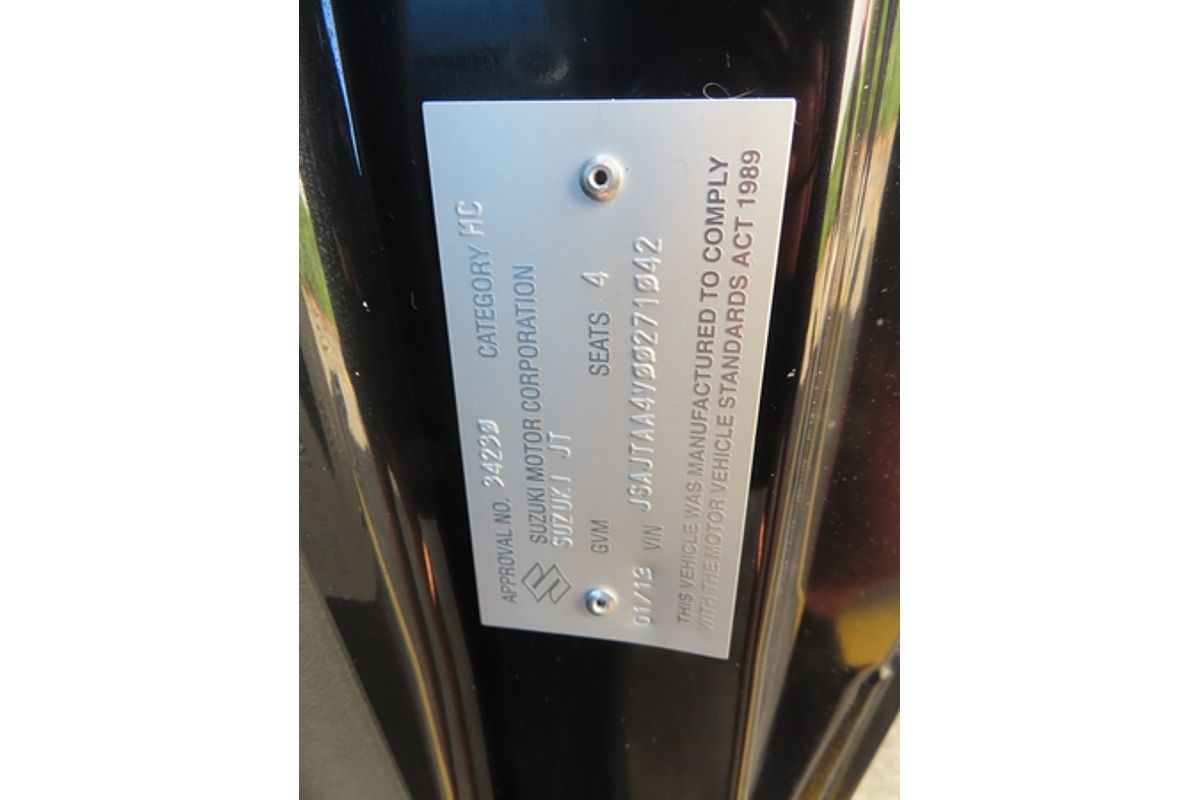 APPROVAL NO. 34230 CATEGORY MC
SUZUKI MOTOR CORPORATION
SUZUKI JT
GVM SEATS 4
01/13 VIN JSAJTAA4V00271042
THIS VEHICLE WAS MANUFACTURED TO COMPLY
WITH THE MOTOR VEHICLE STANDARDS ACT 1989